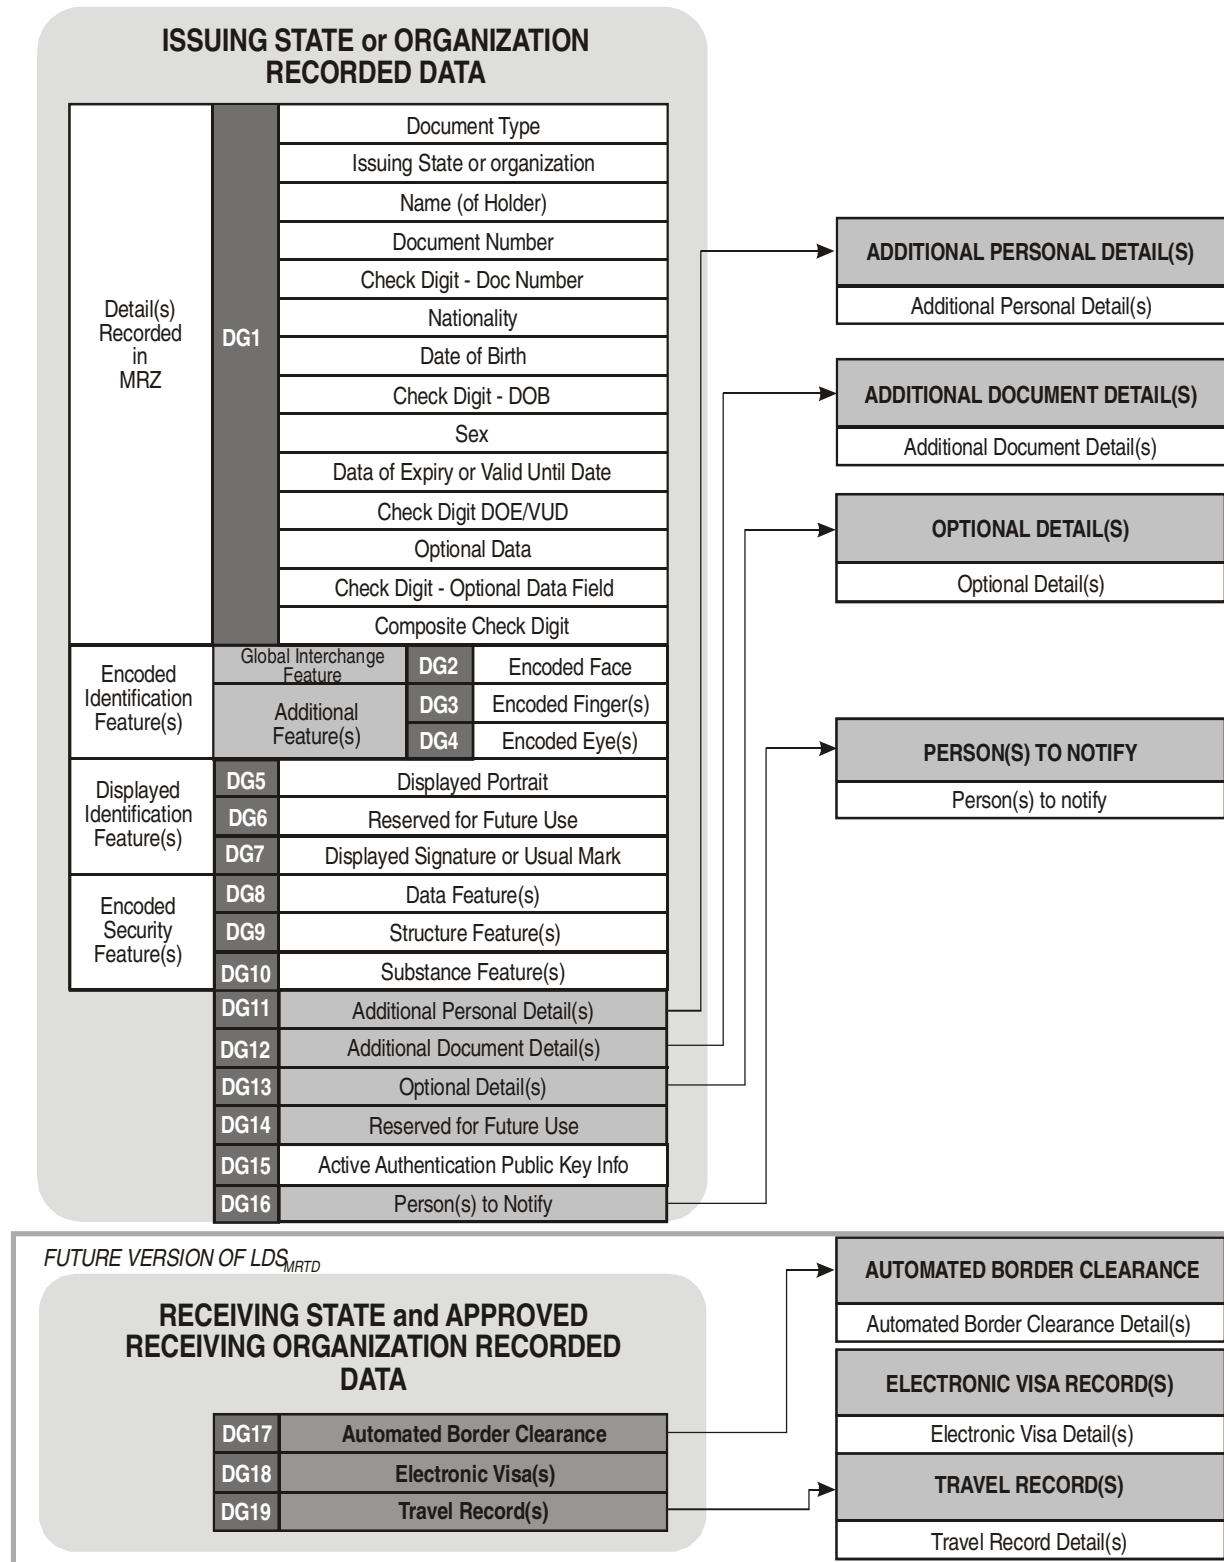 ISSUING STATE or ORGANIZATION
RECORDED DATA
Detail(s)
Recorded
in
MRZ
DG1
Document Type
Issuing State or organization
Name (of Holder)
Document Number
Check Digit - Doc Number
Nationality
Date of Birth
Check Digit - DOB
Sex
Data of Expiry or Valid Until Date
Check Digit DOE/VUD
Optional Data
Check Digit - Optional Data Field
Composite Check Digit
Encoded
Identification
Feature(s)
Global Interchange
Feature
DG2
Encoded Face
Additional
Feature(s)
DG3
Encoded Finger(s)
DG4
Encoded Eye(s)
Displayed
Identification
Feature(s)
DG5
Displayed Portrait
DG6
Reserved for Future Use
DG7
Displayed Signature or Usual Mark
Encoded
Security
Feature(s)
DG8
Data Feature(s)
DG9
Structure Feature(s)
DG10
Substance Feature(s)
DG11
Additional Personal Detail(s)
DG12
Additional Document Detail(s)
DG13
Optional Detail(s)
DG14
Reserved for Future Use
DG15
Active Authentication Public Key Info
DG16
Person(s) to Notify
ADDITIONAL PERSONAL DETAIL(S)
Additional Personal Detail(s)
ADDITIONAL DOCUMENT DETAIL(S)
Additional Document Detail(s)
OPTIONAL DETAIL(S)
Optional Detail(s)
PERSON(S) TO NOTIFY
Person(s) to notify
FUTURE VERSION OF LDSMRTD
RECEIVING STATE and APPROVED
RECEIVING ORGANIZATION RECORDED
DATA
DG17
Automated Border Clearance
DG18
Electronic Visa(s)
DG19
Travel Record(s)
AUTOMATED BORDER CLEARANCE
Automated Border Clearance Detail(s)
ELECTRONIC VISA RECORD(S)
Electronic Visa Detail(s)
TRAVEL RECORD(S)
Travel Record Detail(s)